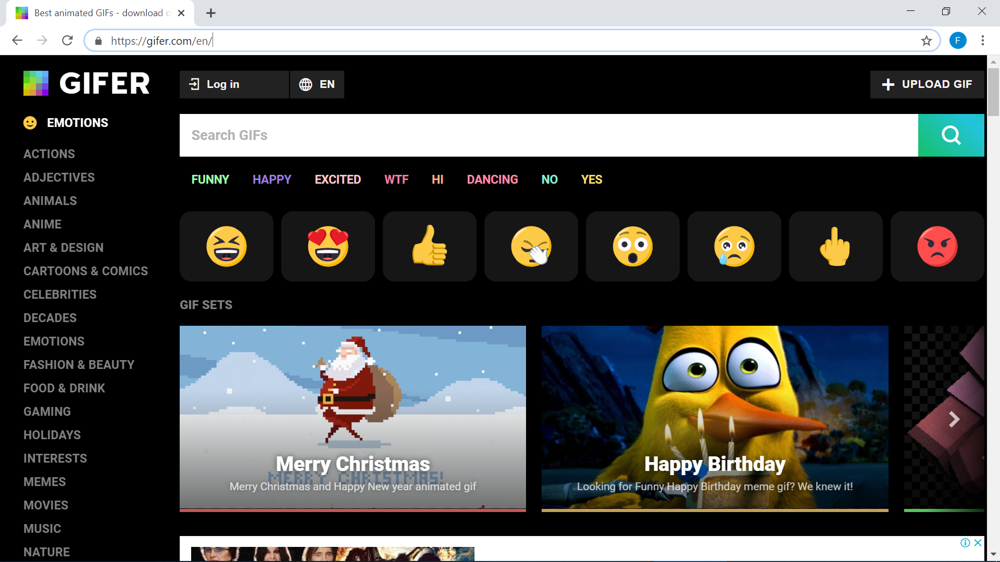 Best animated GIFs - download o
https://gifer.com/en/
F
GIFER
Log in
EN
UPLOAD GIF
EMOTIONS
Search GIFs
ACTIONS
ADJECTIVES
ANIMALS
ANIME
ART & DESIGN
CARTOONS & COMICS
CELEBRITIES
DECADES
EMOTIONS
FASHION & BEAUTY
FOOD & DRINK
GAMING
HOLIDAYS
INTERESTS
MEMES
MOVIES
MUSIC
NATURE
FUNNY HAPPY EXCITED WTF HI DANCING NO YES
GIF SETS
Merry Christmas
MERRY CHRISTMAS!
Merry Christmas and Happy New year animated gif
Happy Birthday
Looking for Funny Happy Birthday meme gif? We knew it!